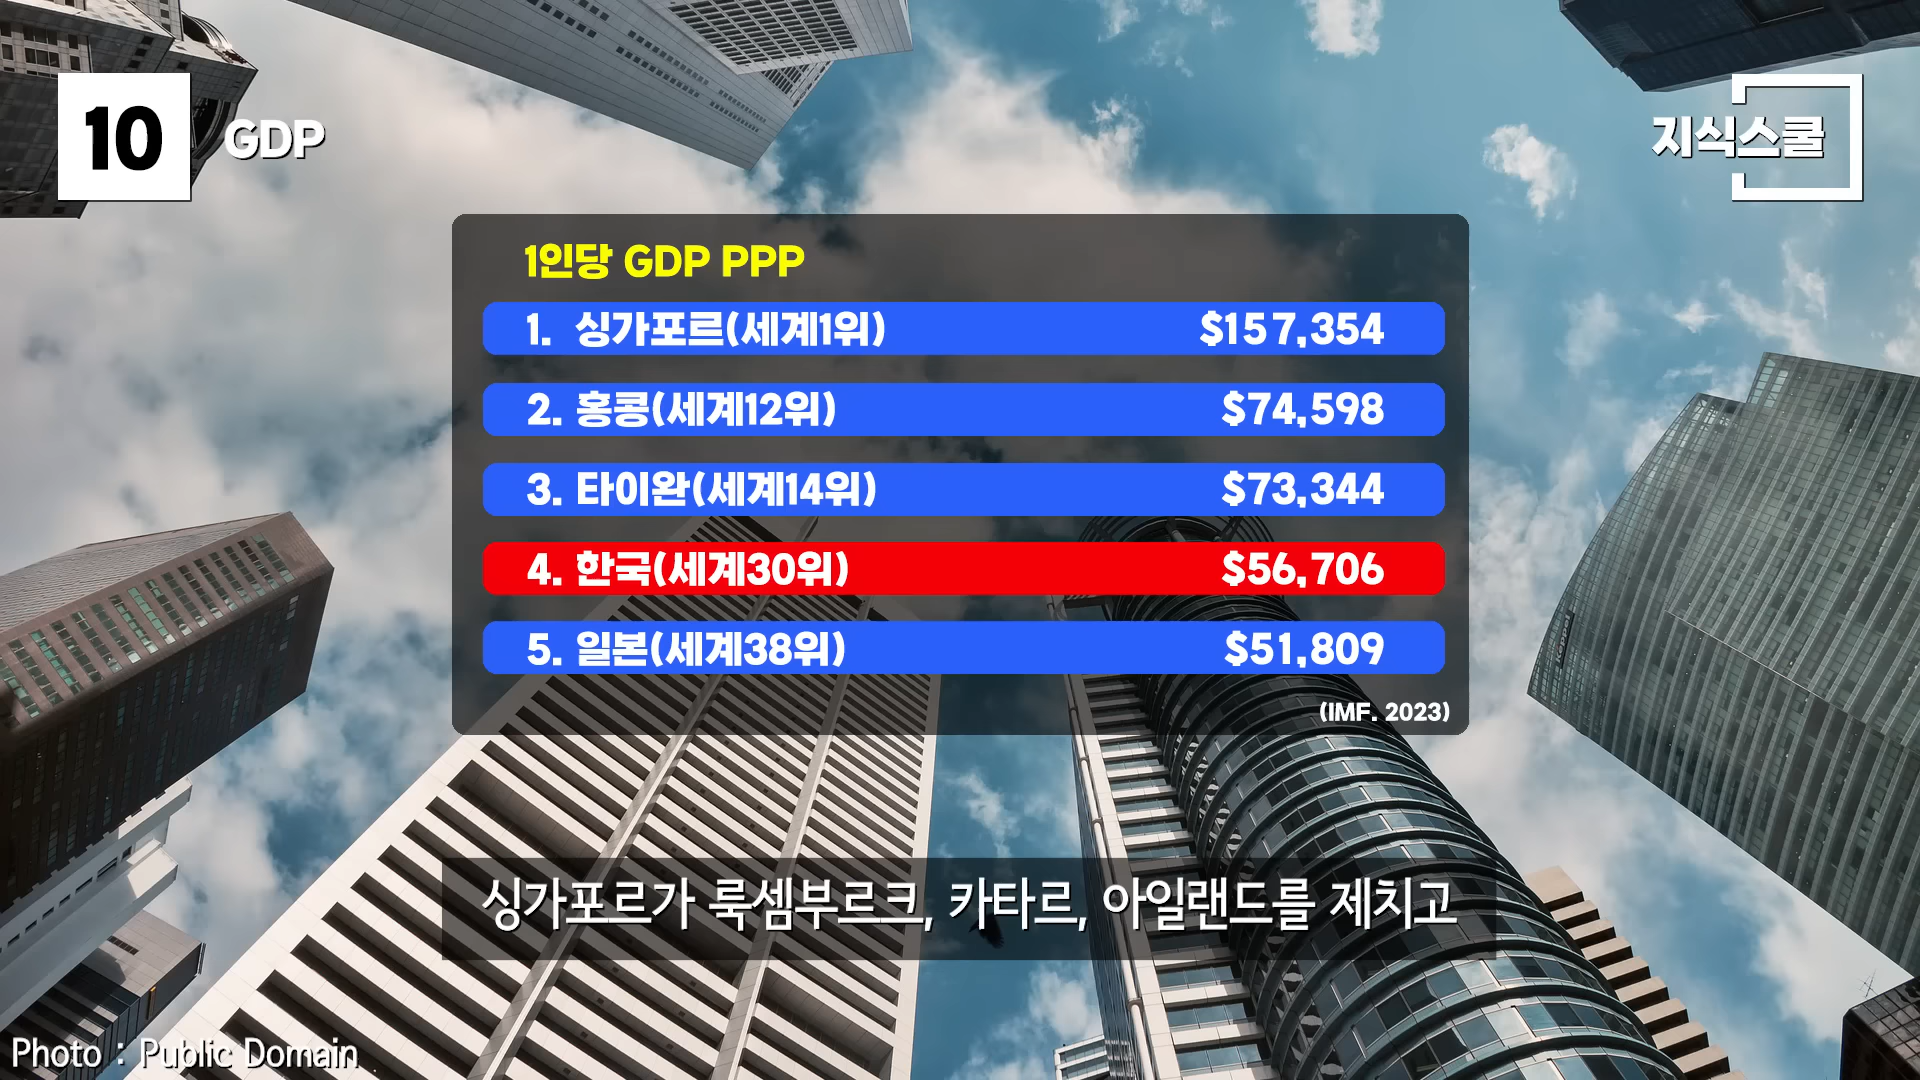 10
GDP
지식스쿨
1인당 GDP PPP
1. 싱가포르(세계1위) $157,354
2. 홍콩(세계12위) $74,598
3. 타이완(세계14위) $73,344
4. 한국(세계30위) $56,706
5. 일본(세계38위) $51,809
(IMF. 2023)
싱가포르가 룩셈부르크, 카타르, 아일랜드를 제치고
Photo : Public Domain